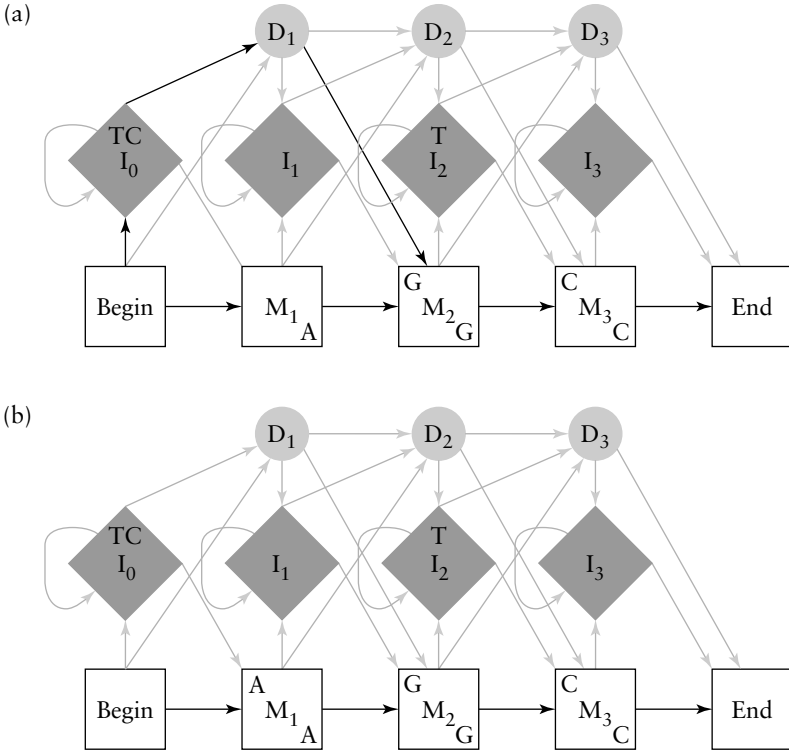 (a)
D1 D2 D3
TC T
I0 I1 I2 I3
G C
Begin M1 M2 M3 End
A G C
(b)
D1 D2 D3
TC T
I0 I1 I2 I3
A G C
Begin M1 M2 M3 End
A G C